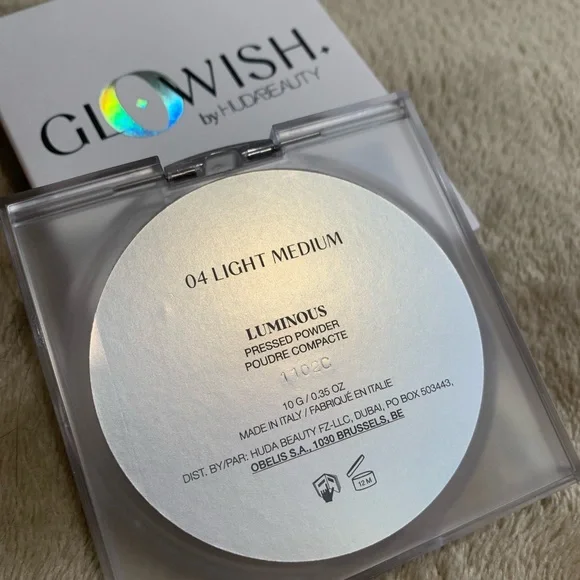 GLOWISH.
by HUDABEAUTY
04 LIGHT MEDIUM
LUMINOUS
PRESSED POWDER
POUDRE COMPACTE
1102C
10 G / 0.35 OZ
MADE IN ITALY / FABRIQUÉ EN ITALIE
DIST. BY/PAR: HUDA BEAUTY FZ-LLC, DUBAI, PO BOX 503443,
OBELIS S.A., 1030 BRUSSELS, BE
12 M